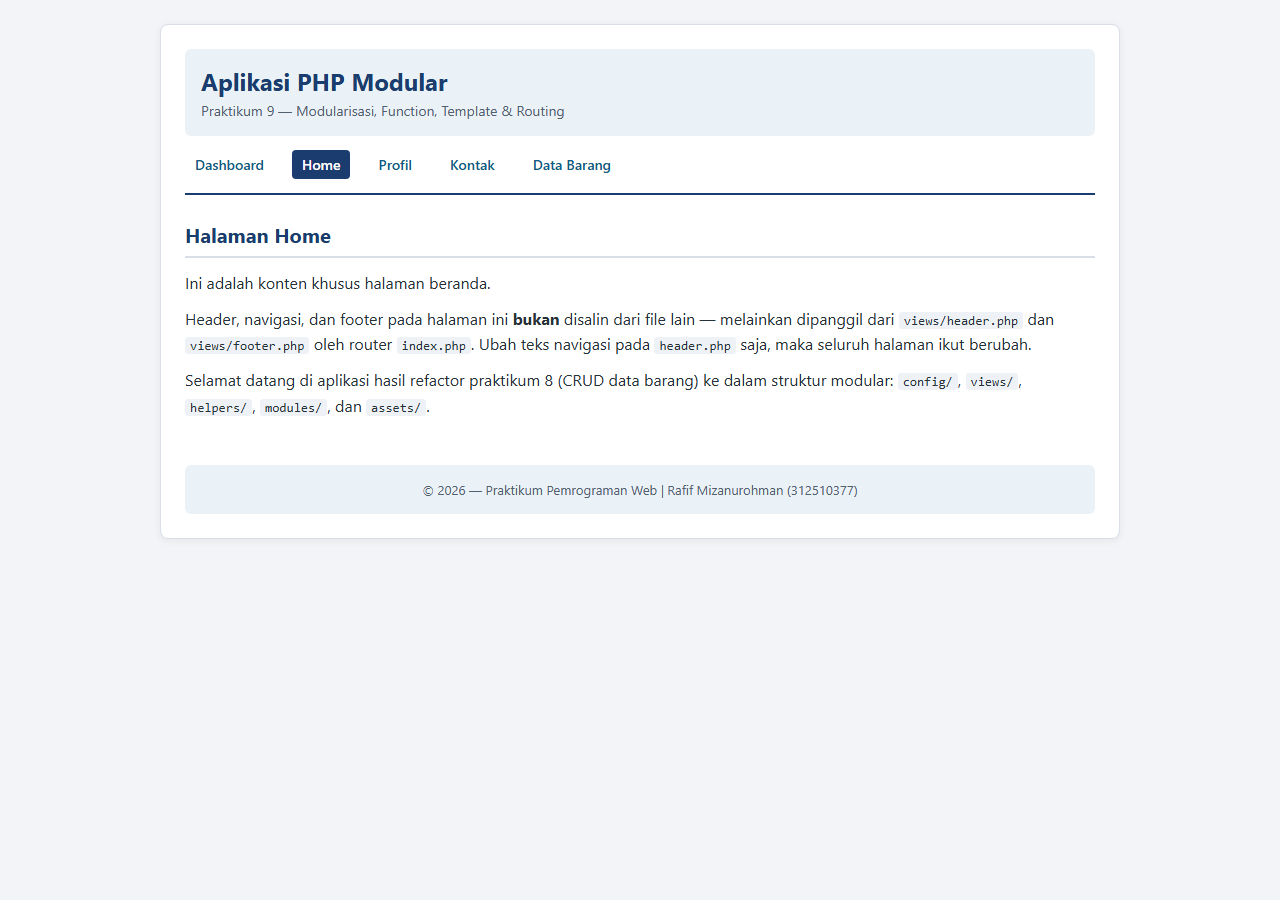 Aplikasi PHP Modular
Praktikum 9 — Modularisasi, Function, Template & Routing
Dashboard Home Profil Kontak Data Barang
Halaman Home
Ini adalah konten khusus halaman beranda.
Header, navigasi, dan footer pada halaman ini bukan disalin dari file lain — melainkan dipanggil dari views/header.php dan
views/footer.php oleh router index.php. Ubah teks navigasi pada header.php saja, maka seluruh halaman ikut berubah.
Selamat datang di aplikasi hasil refactor praktikum 8 (CRUD data barang) ke dalam struktur modular: config/, views/,
helpers/, modules/, dan assets/.
© 2026 — Praktikum Pemrograman Web | Rafif Mizanurohman (312510377)